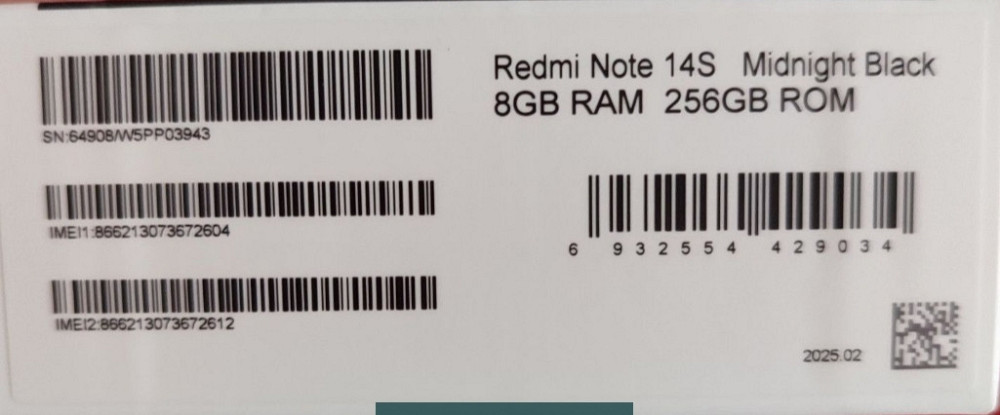 Redmi Note 14S Midnight Black
8GB RAM 256GB ROM
SN:64908/W5PP03943
IMEI1:866213073672604
IMEI2:866213073672612
6 932554 429034
2025.02